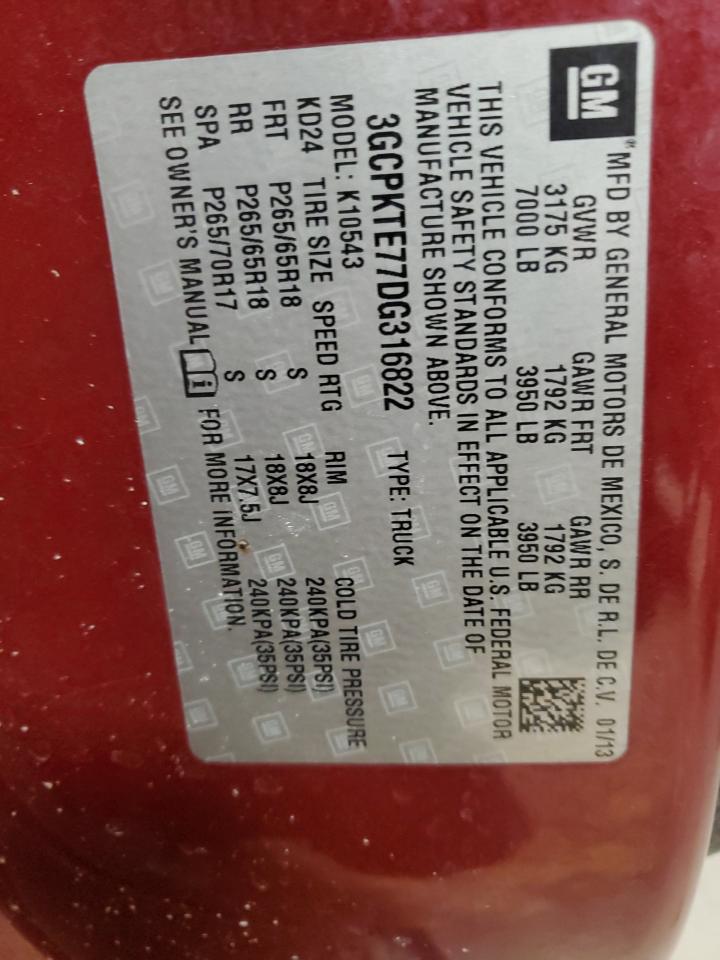 GM
® MFD BY GENERAL MOTORS DE MEXICO, S. DE R.L. DE C.V. 01/13
GVWR GAWR FRT GAWR RR
3175 KG 1792 KG 1792 KG
7000 LB 3950 LB 3950 LB
THIS VEHICLE CONFORMS TO ALL APPLICABLE U.S. FEDERAL MOTOR
VEHICLE SAFETY STANDARDS IN EFFECT ON THE DATE OF
MANUFACTURE SHOWN ABOVE.
3GCPKTE77DG316822 TYPE: TRUCK
MODEL: K10543
KD24 TIRE SIZE SPEED RTG RIM COLD TIRE PRESSURE
FRT P265/65R18 S 18X8J 240KPA(35PSI)
RR P265/65R18 S 18X8J 240KPA(35PSI)
SPA P265/70R17 S 17X7.5J 240KPA(35PSI)
SEE OWNER'S MANUAL i FOR MORE INFORMATION.